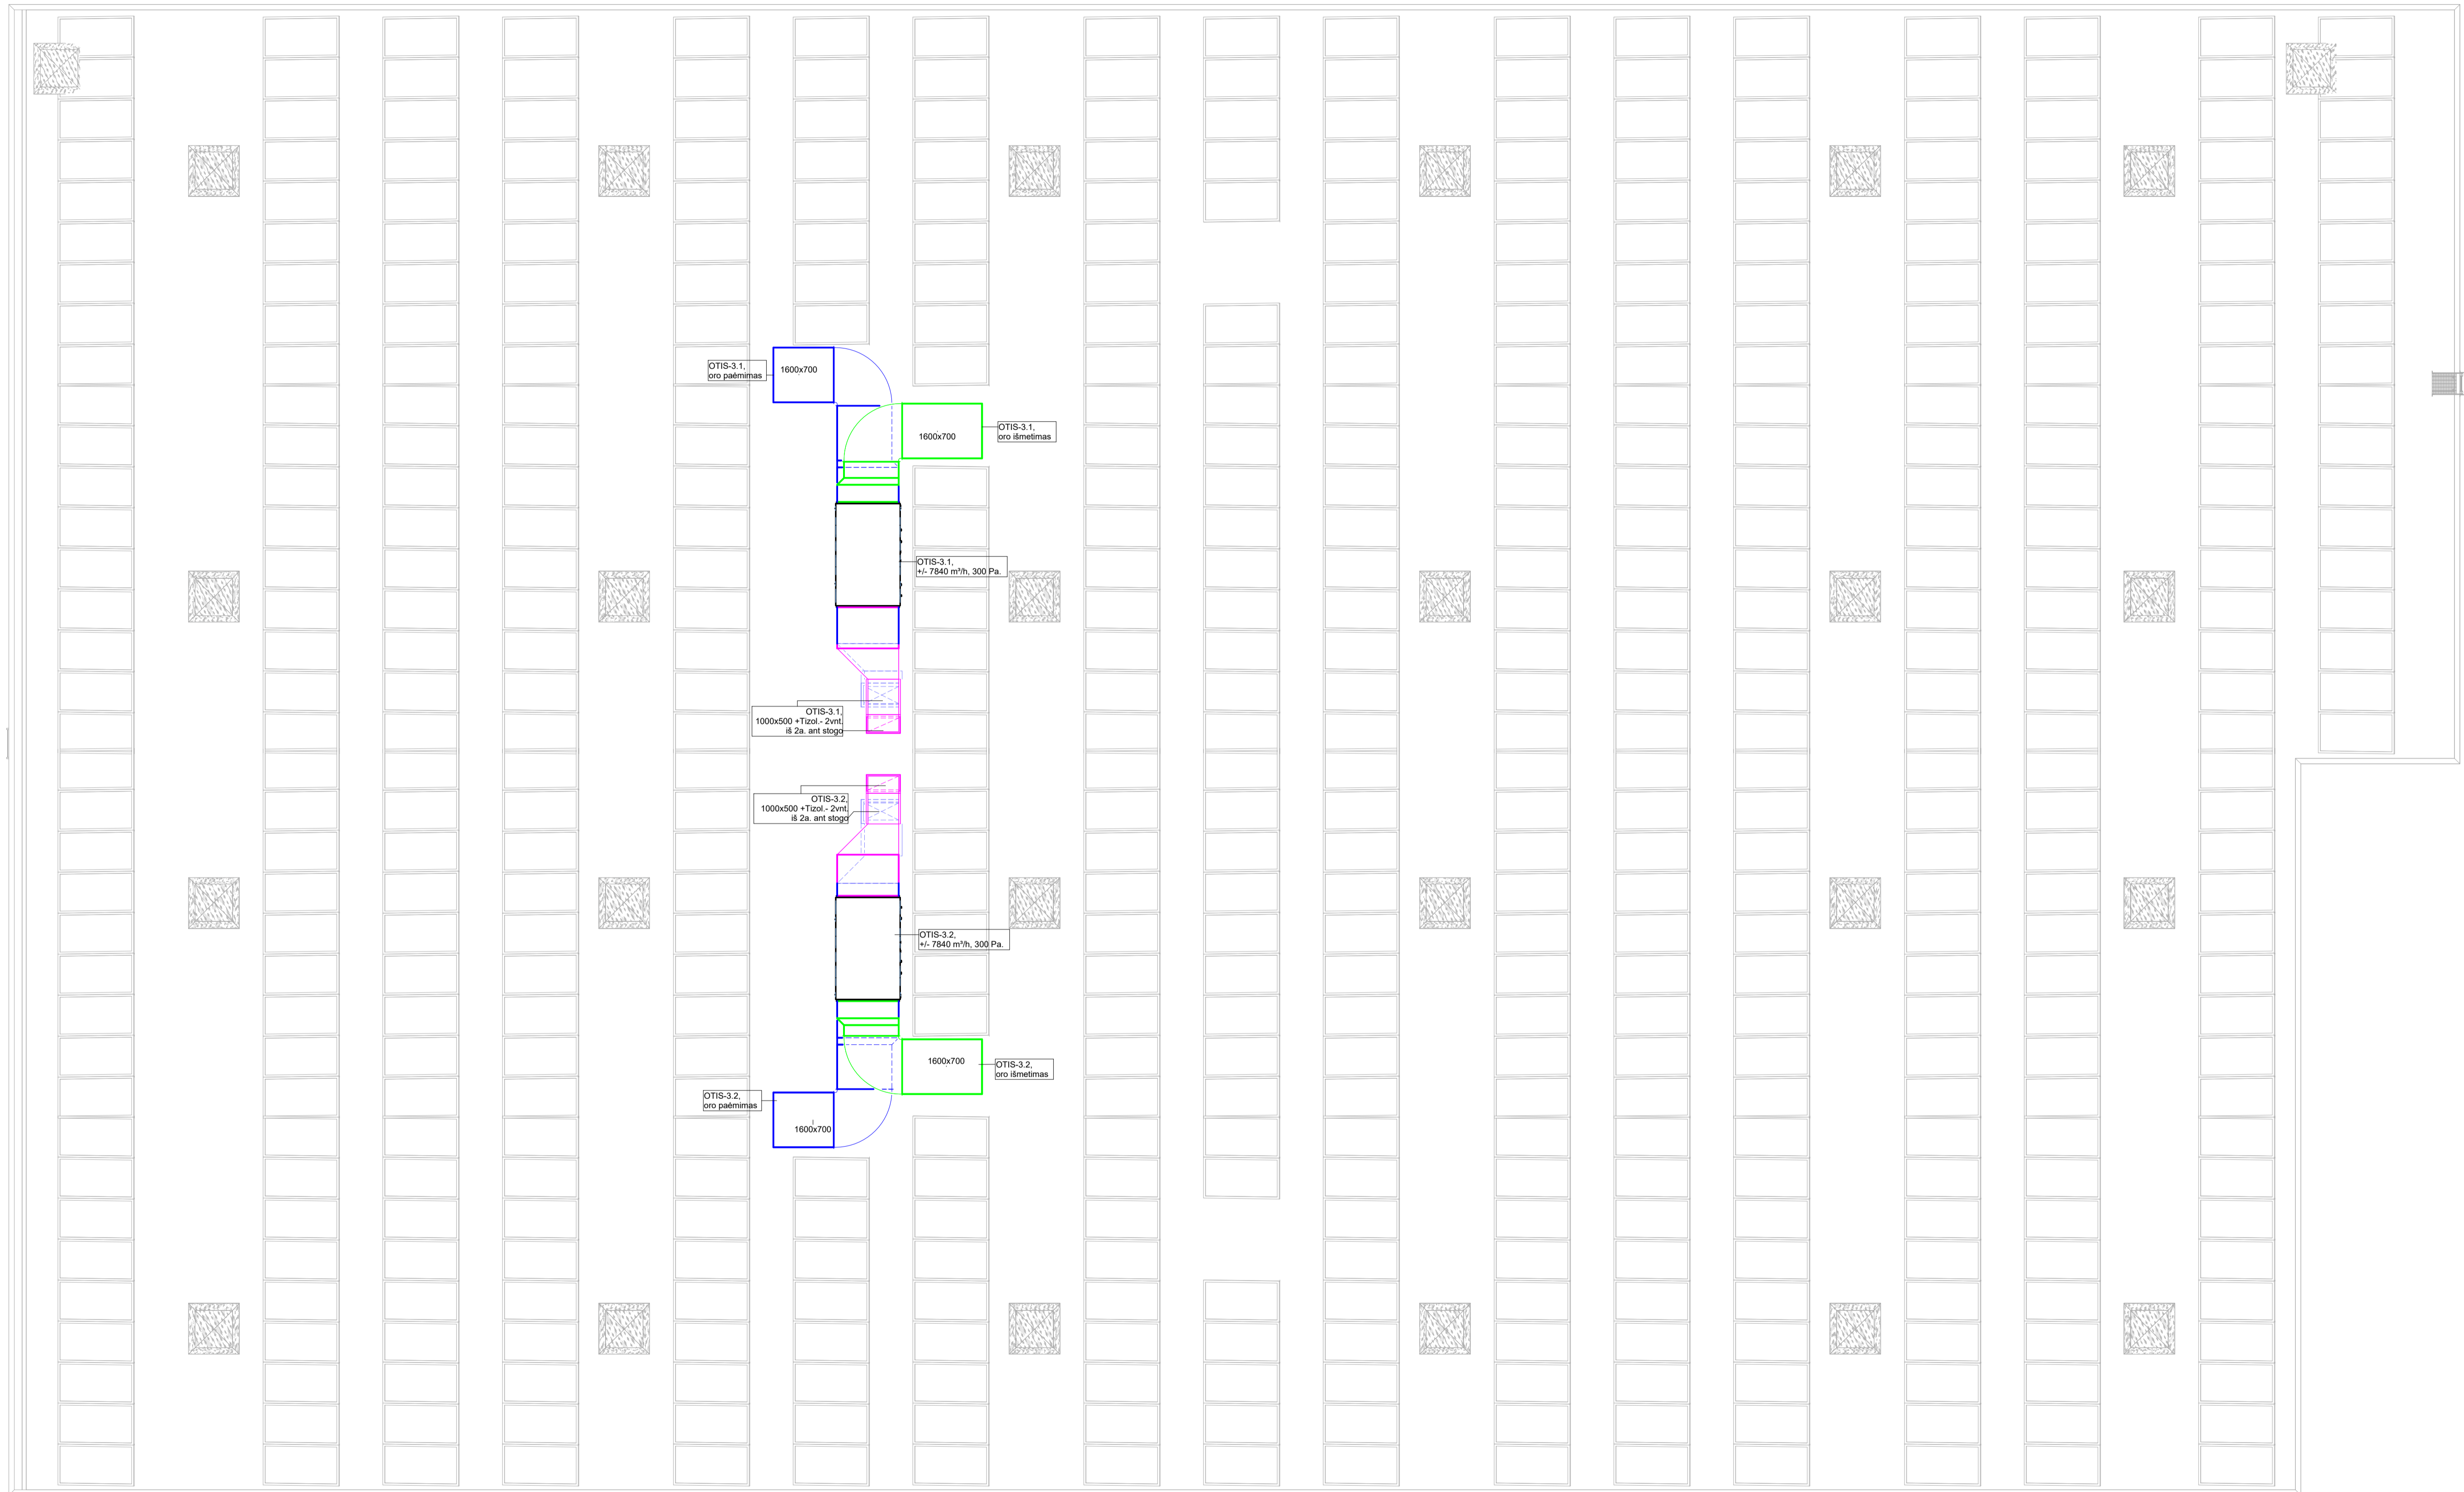 OTIS-3.1,
oro paėmimas
1600x700
OTIS-3.1,
oro išmetimas
1600x700
OTIS-3.1,
+/- 7840 m³/h, 300 Pa.
OTIS-3.1,
1000x500 +Tizol.- 2vnt.
iš 2a. ant stogo
OTIS-3.2,
1000x500 +Tizol.- 2vnt.
iš 2a. ant stogo
OTIS-3.2,
+/- 7840 m³/h, 300 Pa.
1600x700
OTIS-3.2,
oro išmetimas
OTIS-3.2,
oro paėmimas
1600x700